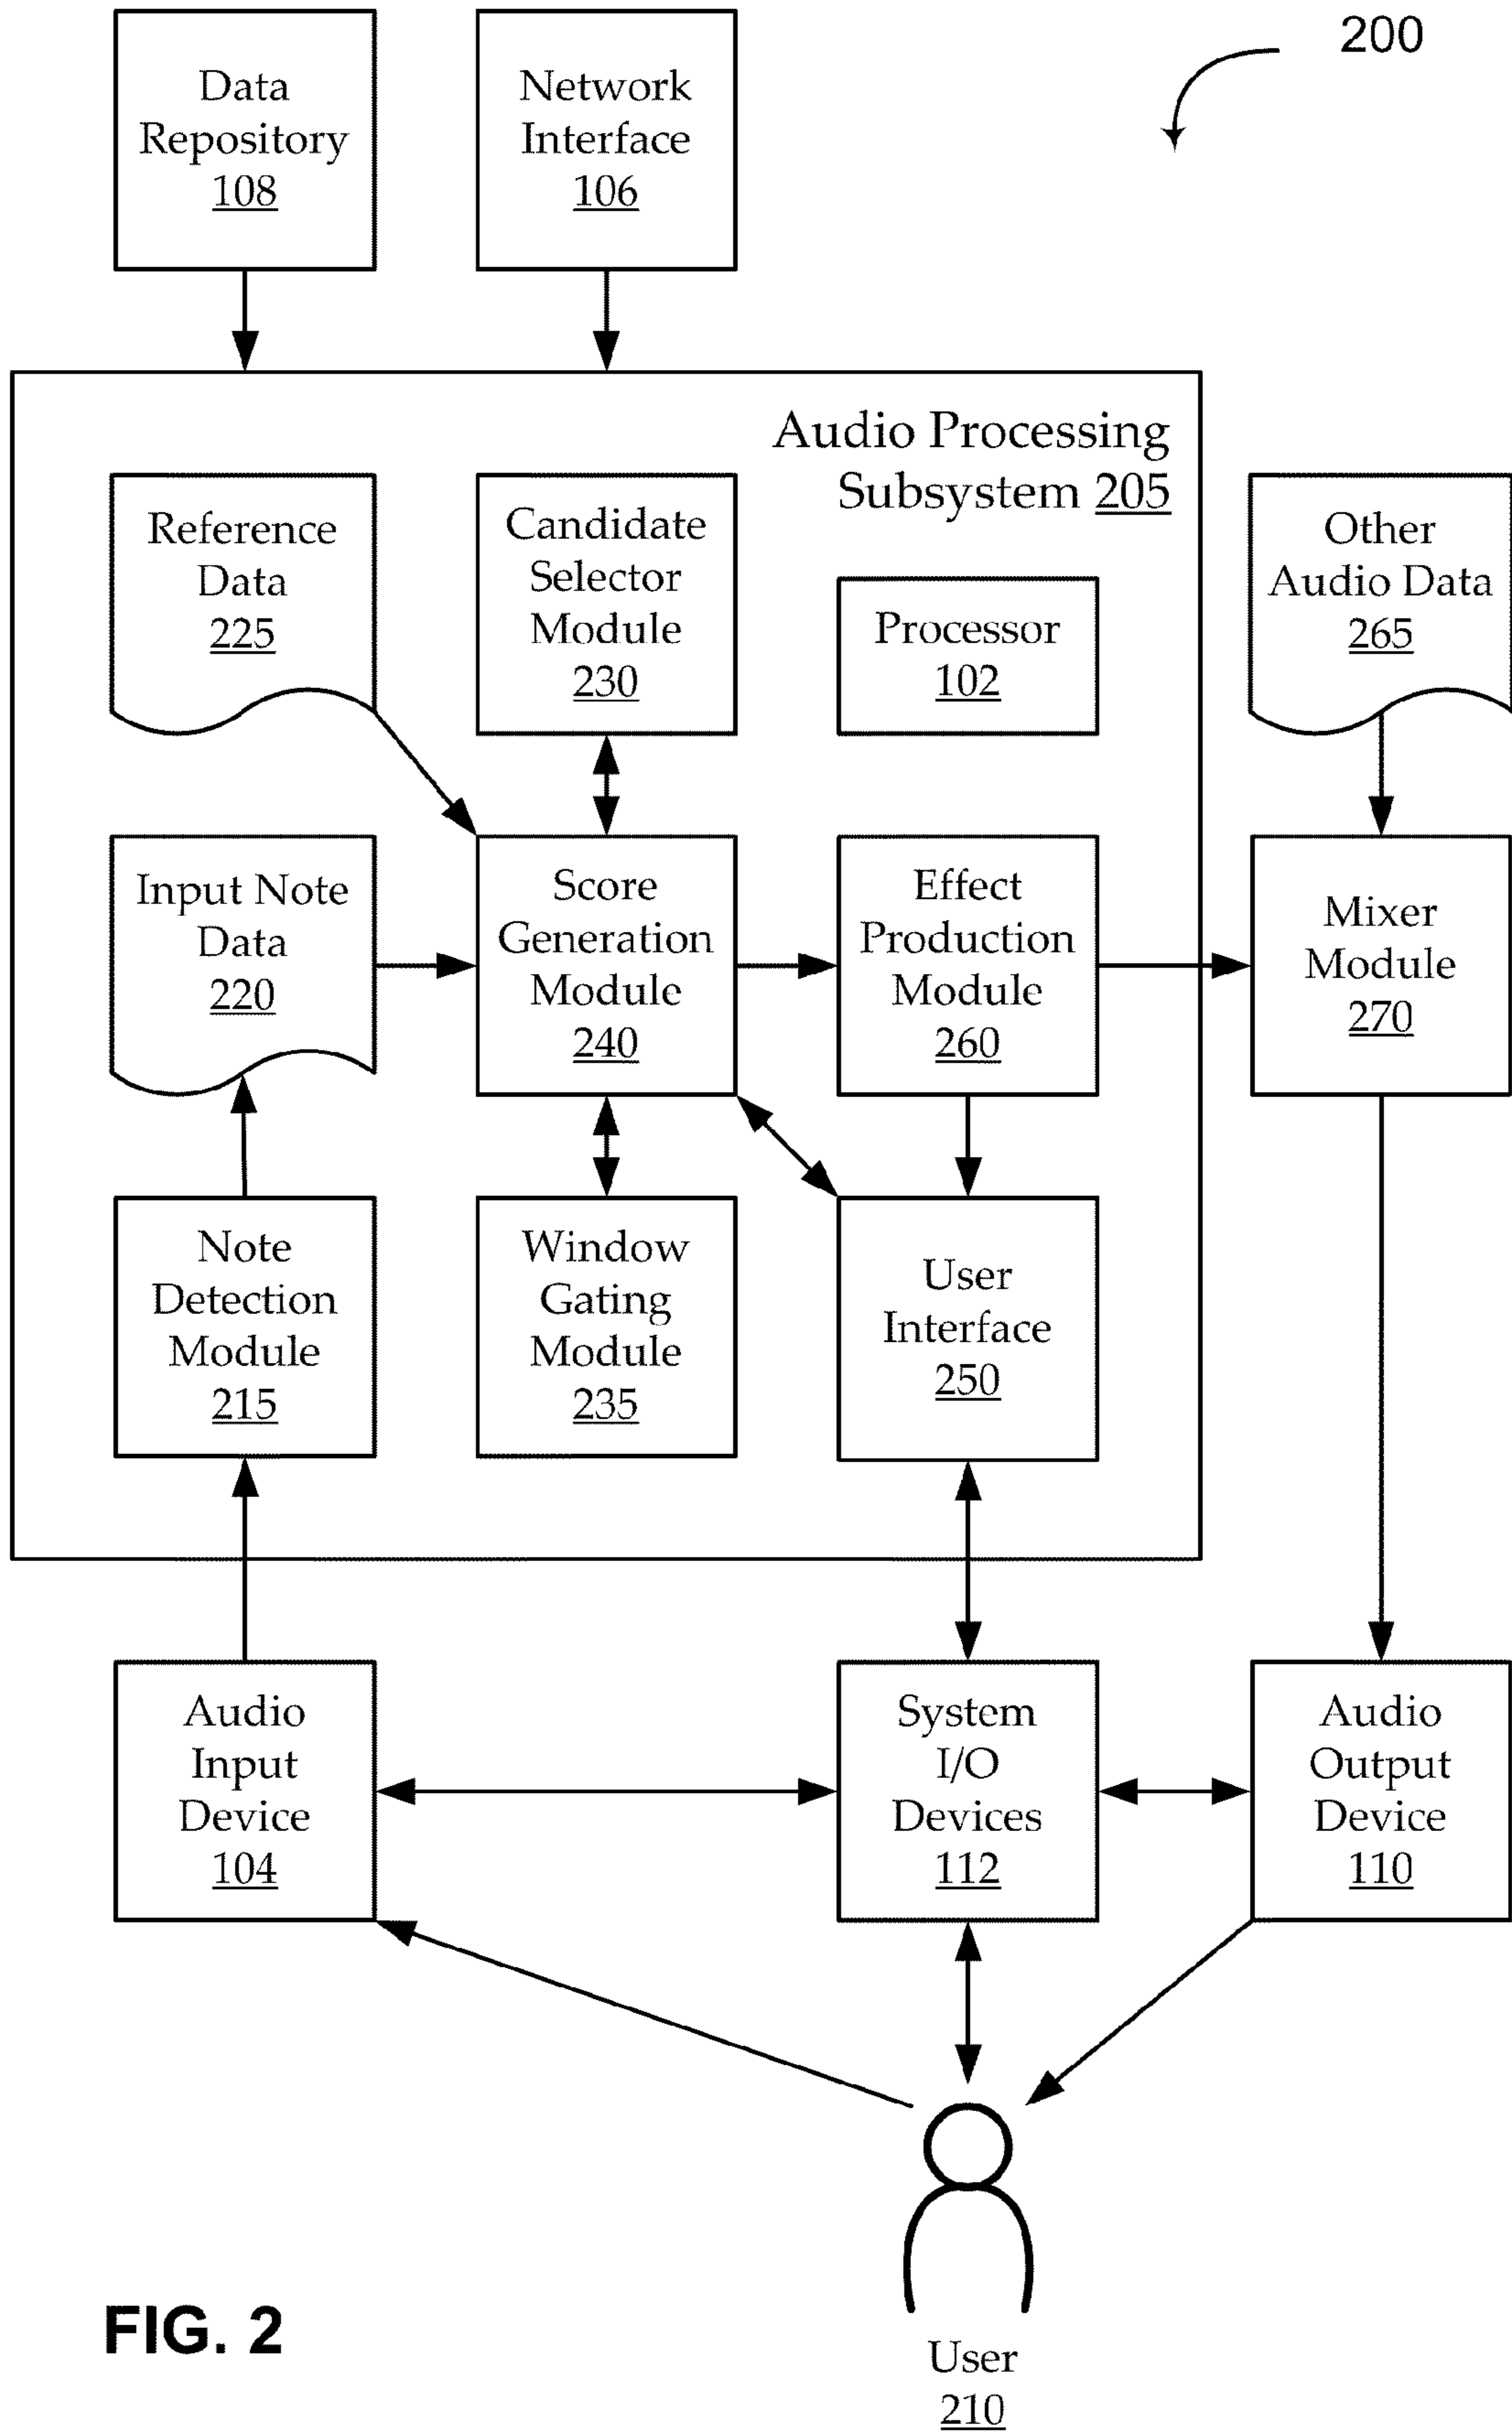 200
Data
Repository
108
Network
Interface
106
Audio Processing
Subsystem 205
Reference
Data
225
Candidate
Selector
Module
230
Processor
102
Other
Audio Data
265
Input Note
Data
220
Score
Generation
Module
240
Effect
Production
Module
260
Mixer
Module
270
Note
Detection
Module
215
Window
Gating
Module
235
User
Interface
250
Audio
Input
Device
104
System
I/O
Devices
112
Audio
Output
Device
110
FIG. 2
User
210